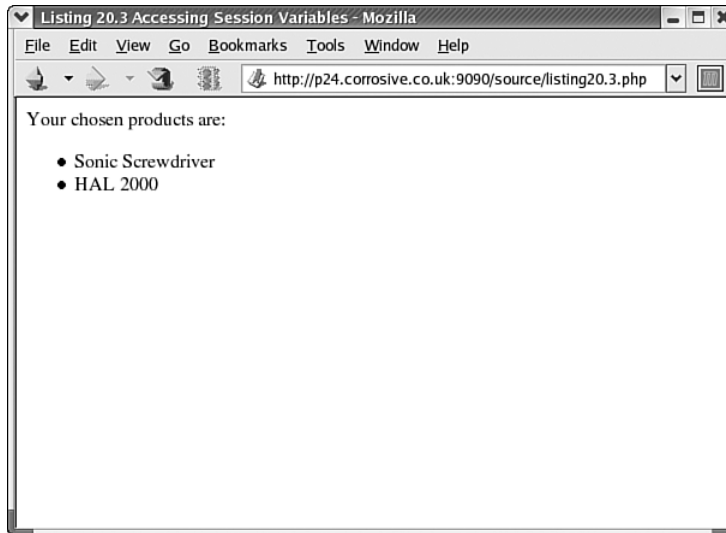 Listing 20.3 Accessing Session Variables - Mozilla
File Edit View Go Bookmarks Tools Window Help
http://p24.corrosive.co.uk:9090/source/listing20.3.php
Your chosen products are:
• Sonic Screwdriver
• HAL 2000